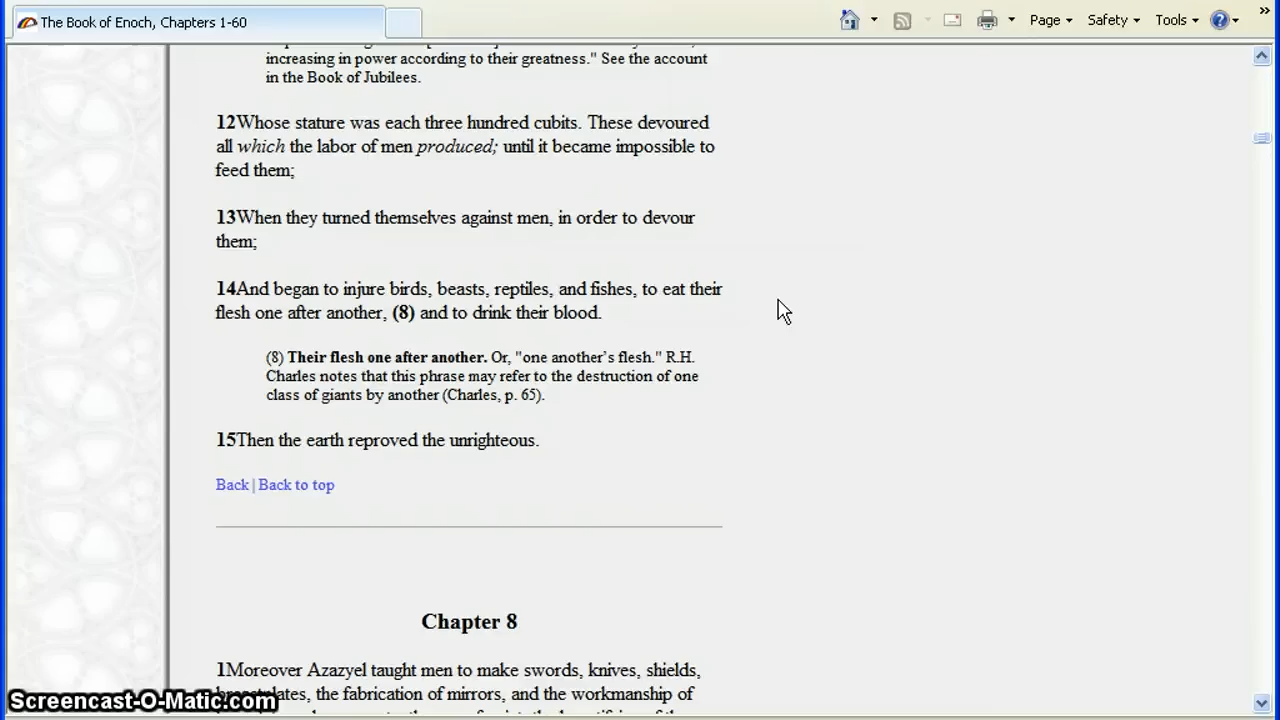 The Book of Enoch, Chapters 1-60
Page
Safety
Tools
increasing in power according to their greatness." See the account
in the Book of Jubilees.
12Whose stature was each three hundred cubits. These devoured
all which the labor of men produced; until it became impossible to
feed them;
13When they turned themselves against men, in order to devour
them;
14And began to injure birds, beasts, reptiles, and fishes, to eat their
flesh one after another, (8) and to drink their blood.
(8) Their flesh one after another. Or, "one another's flesh." R.H.
Charles notes that this phrase may refer to the destruction of one
class of giants by another (Charles, p. 65).
15Then the earth reproved the unrighteous.
Back | Back to top
Chapter 8
1Moreover Azazyel taught men to make swords, knives, shields,
breastplates, the fabrication of mirrors, and the workmanship of
Screencast-O-Matic.com